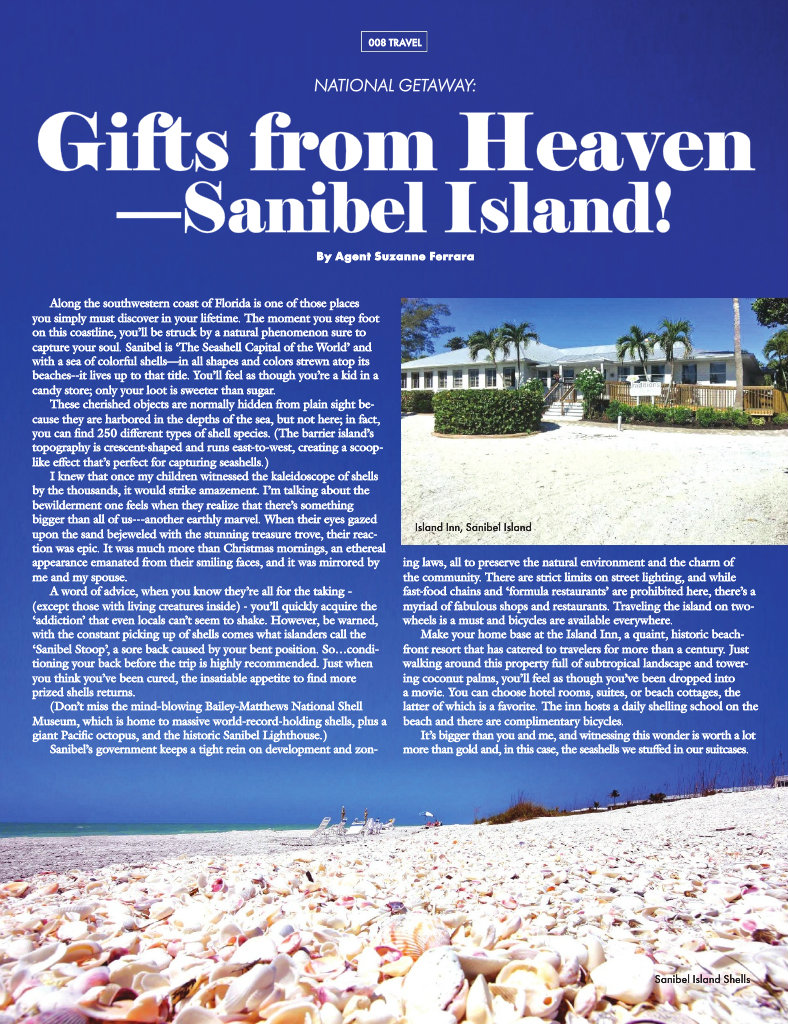 008 TRAVEL
NATIONAL GETAWAY:
Gifts from Heaven
—Sanibel Island!
By Agent Suzanne Ferrara
Along the southwestern coast of Florida is one of those places
you simply must discover in your lifetime. The moment you step foot
on this coastline, you'll be struck by a natural phenomenon sure to
capture your soul. Sanibel is 'The Seashell Capital of the World' and
with a sea of colorful shells—in all shapes and colors strewn atop its
beaches--it lives up to that title. You'll feel as though you're a kid in a
candy store; only your loot is sweeter than sugar.
These cherished objects are normally hidden from plain sight be-
cause they are harbored in the depths of the sea, but not here; in fact,
you can find 250 different types of shell species. (The barrier island's
topography is crescent-shaped and runs east-to-west, creating a scoop-
like effect that's perfect for capturing seashells.)
I knew that once my children witnessed the kaleidoscope of shells
by the thousands, it would strike amazement. I'm talking about the
bewilderment one feels when they realize that there's something
bigger than all of us---another earthly marvel. When their eyes gazed
upon the sand bejeweled with the stunning treasure trove, their reac-
tion was epic. It was much more than Christmas mornings, an ethereal
appearance emanated from their smiling faces, and it was mirrored by
me and my spouse.
A word of advice, when you know they're all for the taking -
(except those with living creatures inside) - you'll quickly acquire the
'addiction' that even locals can't seem to shake. However, be warned,
with the constant picking up of shells comes what islanders call the
'Sanibel Stoop', a sore back caused by your bent position. So…condi-
tioning your back before the trip is highly recommended. Just when
you think you've been cured, the insatiable appetite to find more
prized shells returns.
(Don't miss the mind-blowing Bailey-Matthews National Shell
Museum, which is home to massive world-record-holding shells, plus a
giant Pacific octopus, and the historic Sanibel Lighthouse.)
Sanibel's government keeps a tight rein on development and zon-
Traditions
Island Inn, Sanibel Island
ing laws, all to preserve the natural environment and the charm of
the community. There are strict limits on street lighting, and while
fast-food chains and 'formula restaurants' are prohibited here, there's a
myriad of fabulous shops and restaurants. Traveling the island on two-
wheels is a must and bicycles are available everywhere.
Make your home base at the Island Inn, a quaint, historic beach-
front resort that has catered to travelers for more than a century. Just
walking around this property full of subtropical landscape and tower-
ing coconut palms, you'll feel as though you've been dropped into
a movie. You can choose hotel rooms, suites, or beach cottages, the
latter of which is a favorite. The inn hosts a daily shelling school on the
beach and there are complimentary bicycles.
It's bigger than you and me, and witnessing this wonder is worth a lot
more than gold and, in this case, the seashells we stuffed in our suitcases.
Sanibel Island Shells